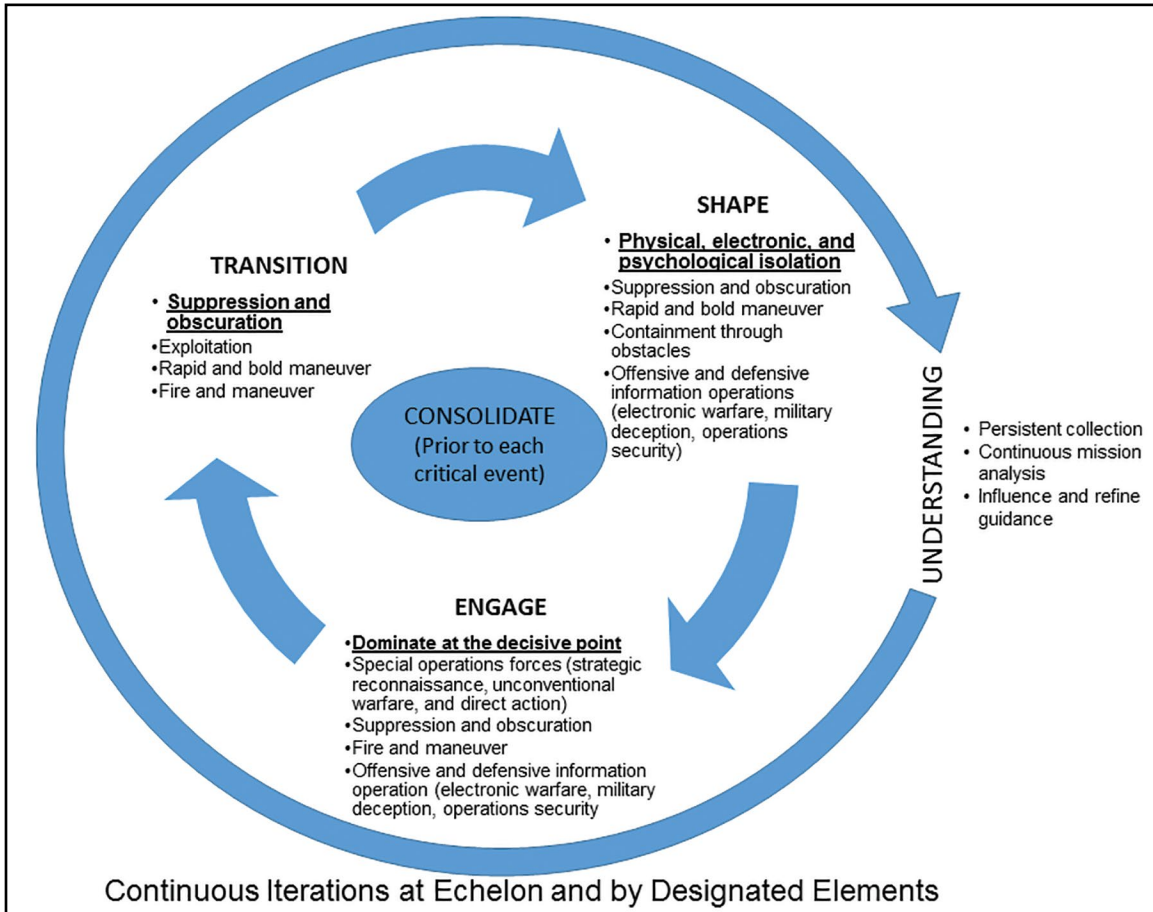 TRANSITION
• Suppression and
obscuration
•Exploitation
•Rapid and bold maneuver
•Fire and maneuver
SHAPE
• Physical, electronic, and
psychological isolation
•Suppression and obscuration
•Rapid and bold maneuver
•Containment through
obstacles
•Offensive and defensive
information operations
(electronic warfare, military
deception, operations
security)
CONSOLIDATE
(Prior to each
critical event)
UNDERSTANDING
• Persistent collection
• Continuous mission
analysis
• Influence and refine
guidance
ENGAGE
•Dominate at the decisive point
•Special operations forces (strategic
reconnaissance, unconventional
warfare, and direct action)
•Suppression and obscuration
•Fire and maneuver
•Offensive and defensive information
operation (electronic warfare, military
deception, operations security
Continuous Iterations at Echelon and by Designated Elements